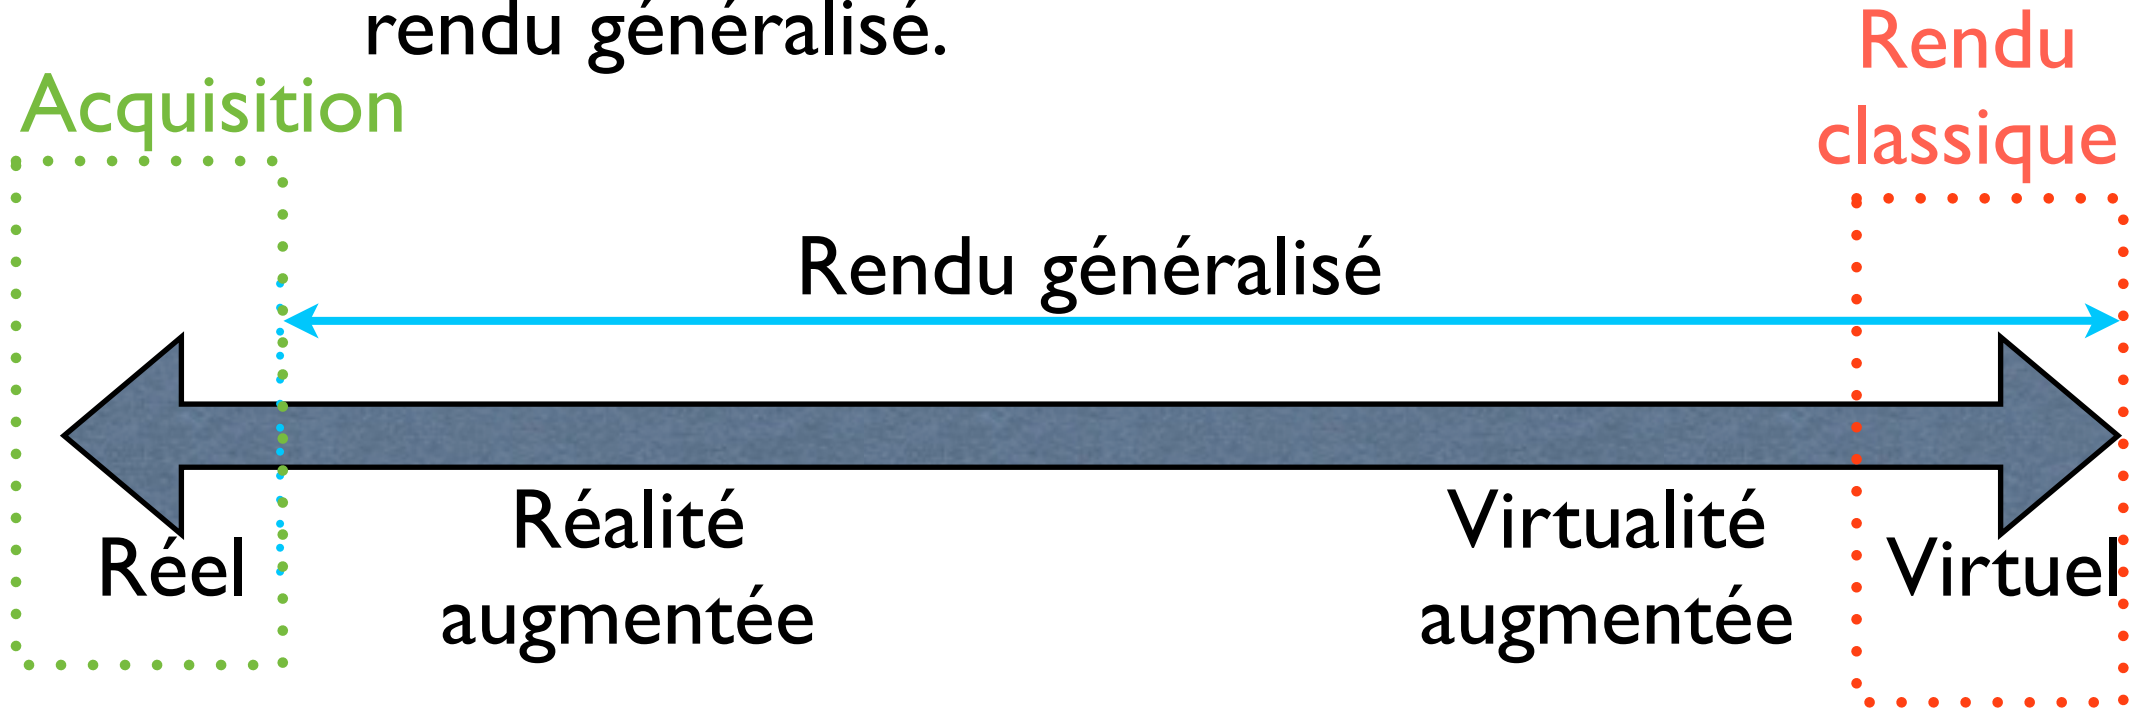 rendu généralisé.
Acquisition
Rendu
classique
Rendu généralisé
Réel
Réalité
augmentée
Virtualité
augmentée
Virtuel